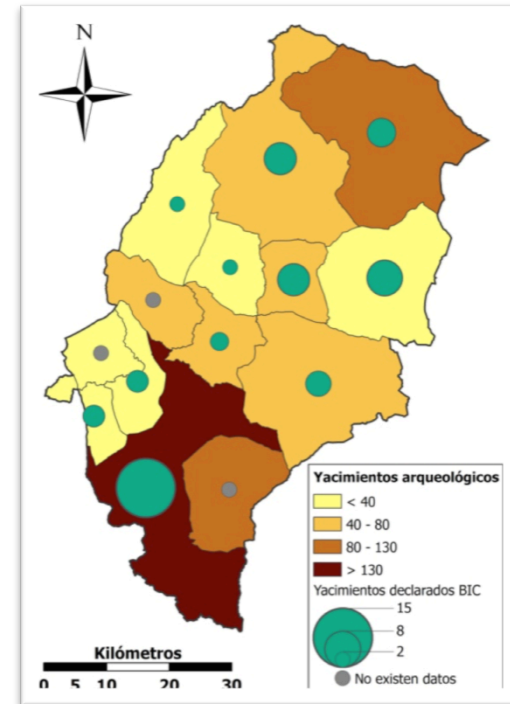 N
Yacimientos arqueológicos
< 40
40 - 80
80 - 130
> 130
Yacimientos declarados BIC
15
8
2
No existen datos
Kilómetros
0 5 10 20 30